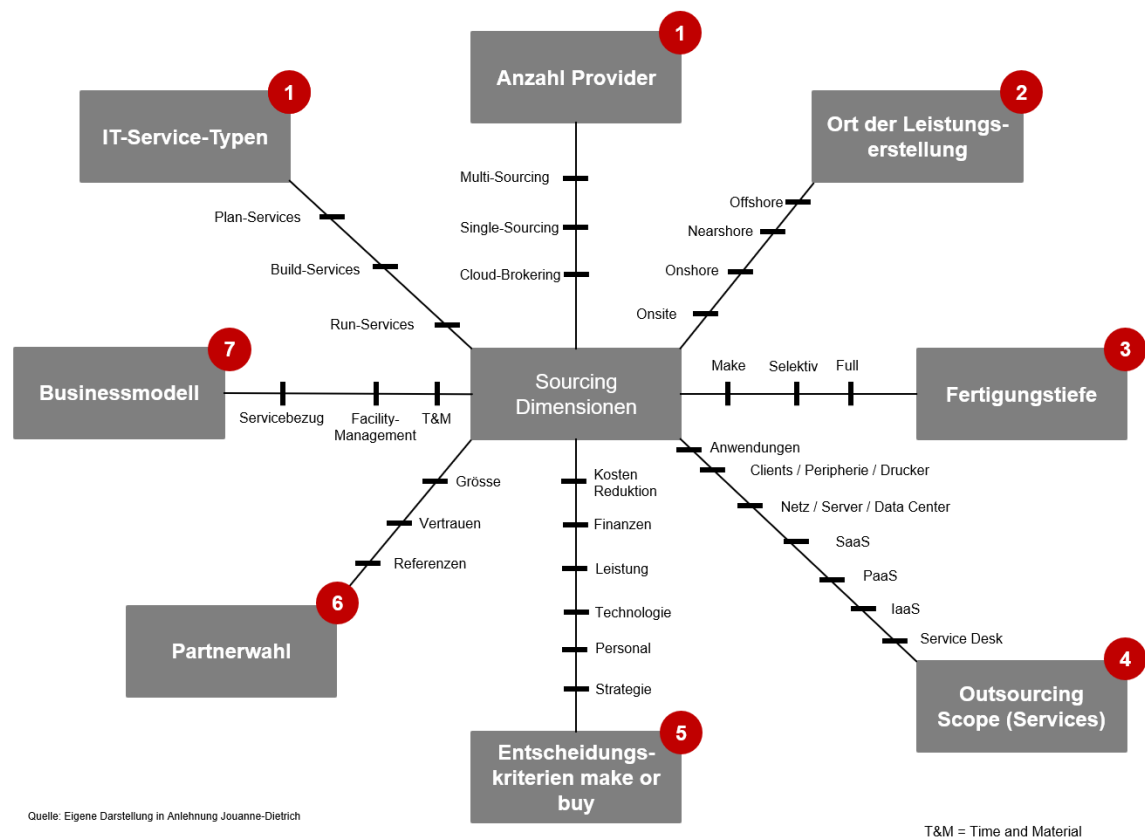 1
Anzahl Provider
Multi-Sourcing
Single-Sourcing
Cloud-Brokering
2
Ort der Leistungs-
erstellung
Offshore
Nearshore
Onshore
Onsite
3
Fertigungstiefe
Make
Selektiv
Full
4
Outsourcing
Scope (Services)
Anwendungen
Clients / Peripherie / Drucker
Netz / Server / Data Center
SaaS
PaaS
IaaS
Service Desk
5
Entscheidungs-
kriterien make or
buy
Kosten
Reduktion
Finanzen
Leistung
Technologie
Personal
Strategie
6
Partnerwahl
Grösse
Vertrauen
Referenzen
7
Businessmodell
Servicebezug
Facility-
Management
T&M
1
IT-Service-Typen
Plan-Services
Build-Services
Run-Services
Sourcing
Dimensionen
Quelle: Eigene Darstellung in Anlehnung Jouanne-Dietrich
T&M = Time and Material